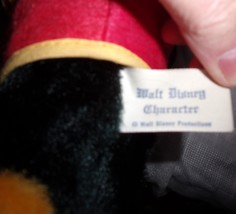 Walt Disney
Character
© Walt Disney Productions